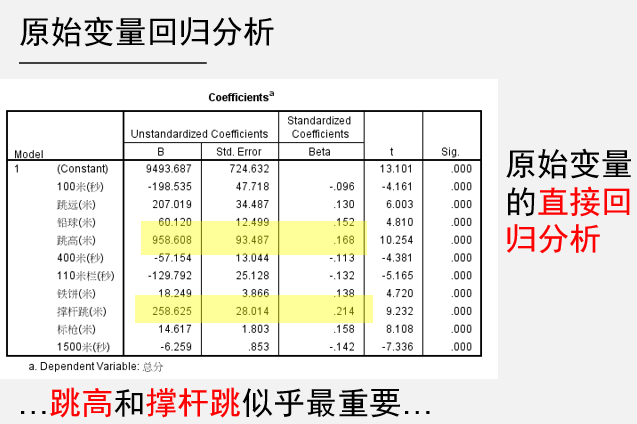 原始变量回归分析
Coefficientsa
Model Unstandardized Coefficients Standardized Coefficients t Sig.
B Std. Error Beta
1 (Constant) 9493.687 724.632 13.101 .000
100米(秒) -198.535 47.718 -.096 -4.161 .000
跳远(米) 207.019 34.487 .130 6.003 .000
铅球(米) 60.120 12.499 .152 4.810 .000
跳高(米) 958.608 93.487 .168 10.254 .000
400米(秒) -57.154 13.044 -.113 -4.381 .000
110米栏(秒) -129.792 25.128 -.132 -5.165 .000
铁饼(米) 18.249 3.866 .138 4.720 .000
撑杆跳(米) 258.625 28.014 .214 9.232 .000
标枪(米) 14.617 1.803 .158 8.108 .000
1500米(秒) -6.259 .853 -.142 -7.336 .000
a. Dependent Variable: 总分
原始变量
的直接回
归分析
…跳高和撑杆跳似乎最重要…